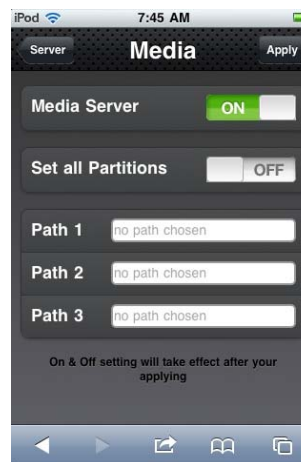 iPod 7:45 AM
Server Media Apply
Media Server ON
Set all Partitions OFF
Path 1 no path chosen
Path 2 no path chosen
Path 3 no path chosen
On & Off setting will take effect after your
applying